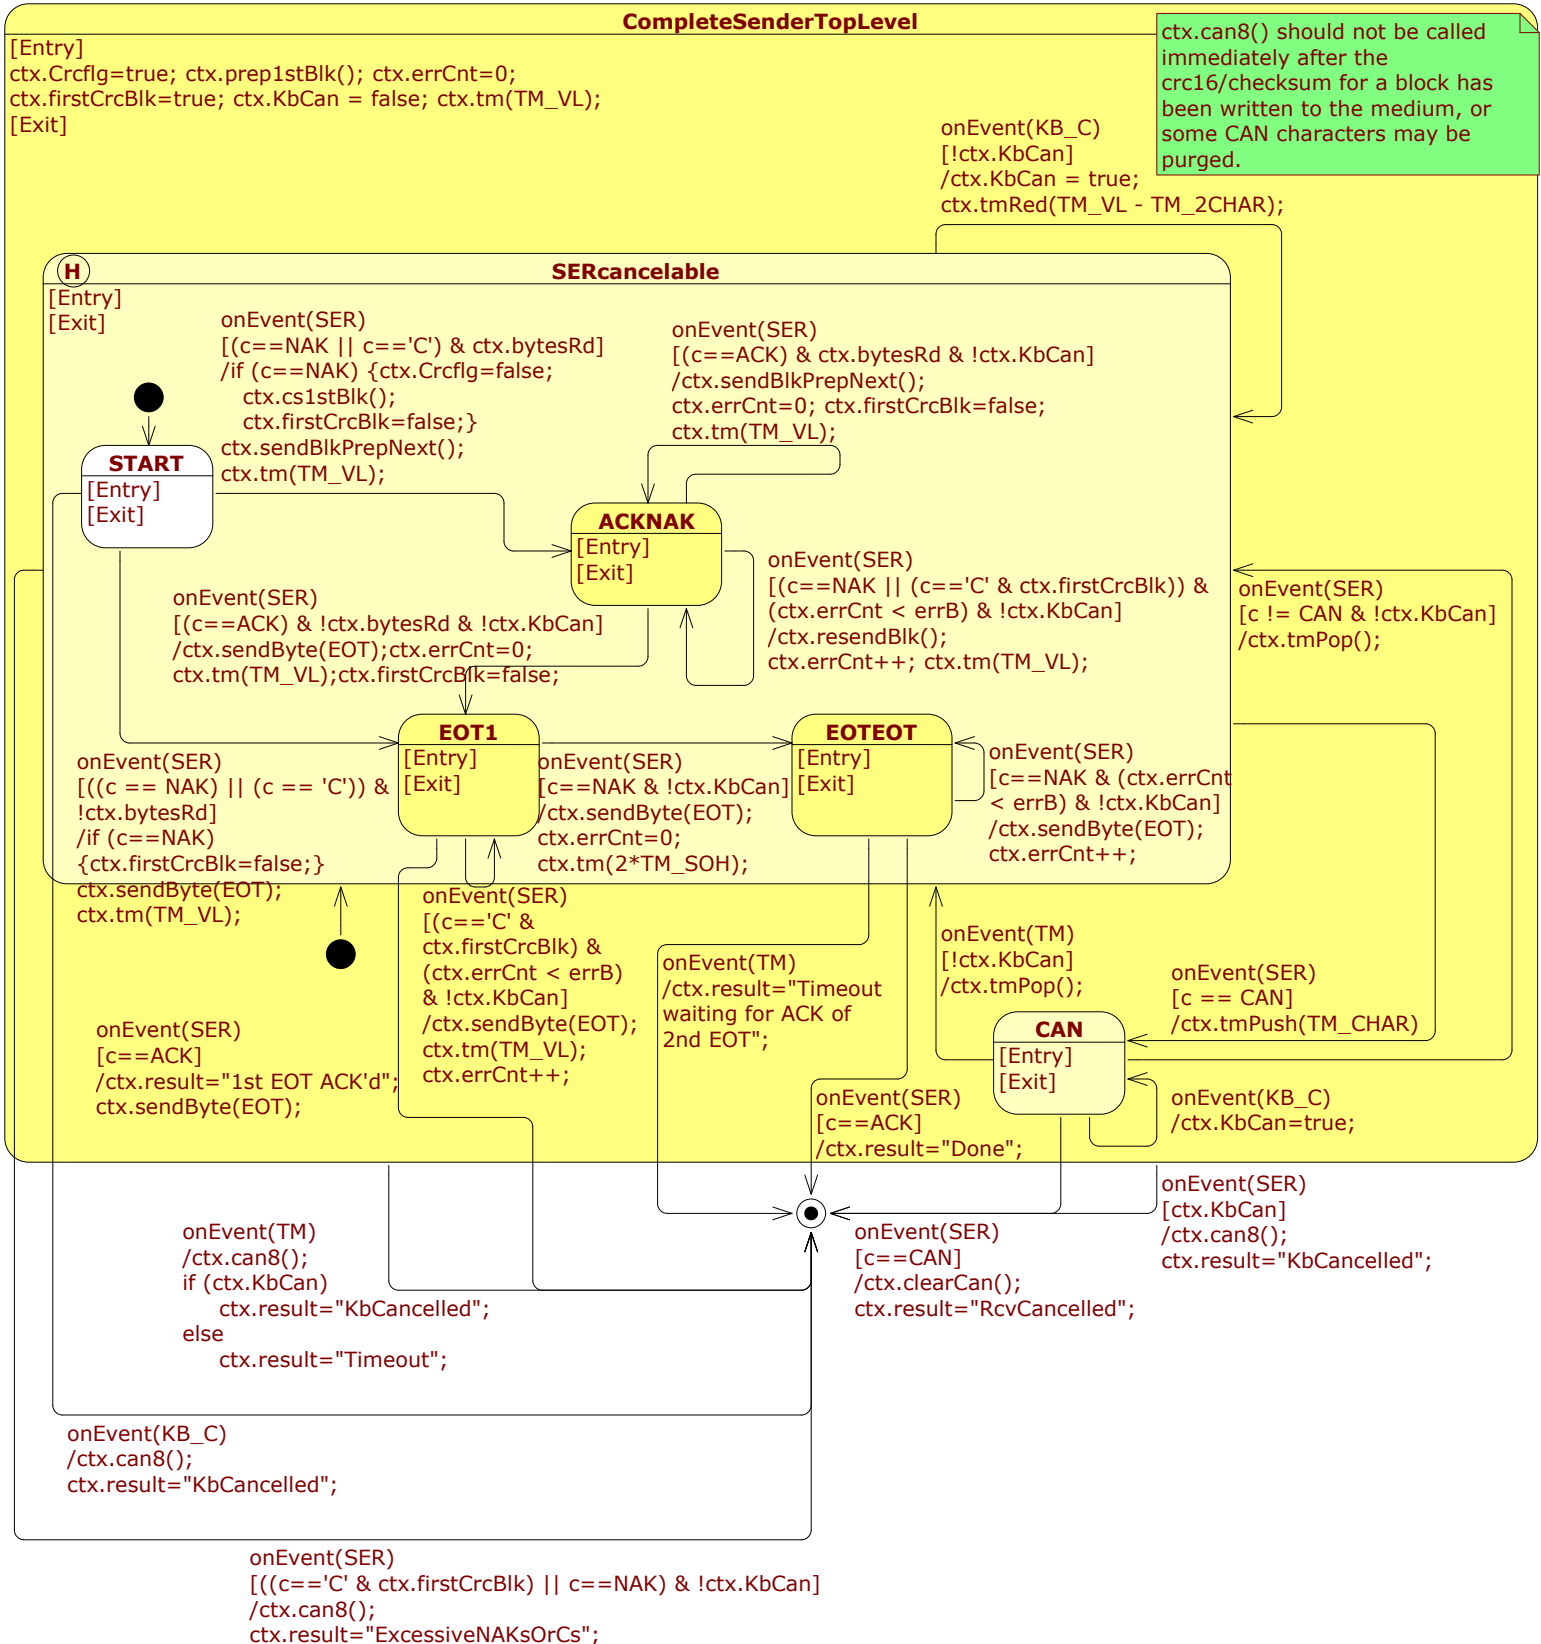 CompleteSenderTopLevel
[Entry]
ctx.Crcflg=true; ctx.prep1stBlk(); ctx.errCnt=0;
ctx.firstCrcBlk=true; ctx.KbCan = false; ctx.tm(TM_VL);
[Exit]
ctx.can8() should not be called
immediately after the
crc16/checksum for a block has
been written to the medium, or
some CAN characters may be
purged.
onEvent(KB_C)
[!ctx.KbCan]
/ctx.KbCan = true;
ctx.tmRed(TM_VL - TM_2CHAR);
H
SERcancelable
[Entry]
[Exit]
onEvent(SER)
[(c==NAK || c=='C') & ctx.bytesRd]
/if (c==NAK) {ctx.Crcflg=false;
ctx.cs1stBlk();
ctx.firstCrcBlk=false;}
ctx.sendBlkPrepNext();
ctx.tm(TM_VL);
onEvent(SER)
[(c==ACK) & ctx.bytesRd & !ctx.KbCan]
/ctx.sendBlkPrepNext();
ctx.errCnt=0; ctx.firstCrcBlk=false;
ctx.tm(TM_VL);
START
[Entry]
[Exit]
ACKNAK
[Entry]
[Exit]
onEvent(SER)
[(c==NAK || (c=='C' & ctx.firstCrcBlk)) &
(ctx.errCnt < errB) & !ctx.KbCan]
/ctx.resendBlk();
ctx.errCnt++; ctx.tm(TM_VL);
onEvent(SER)
[c != CAN & !ctx.KbCan]
/ctx.tmPop();
onEvent(SER)
[(c==ACK) & !ctx.bytesRd & !ctx.KbCan]
/ctx.sendByte(EOT);ctx.errCnt=0;
ctx.tm(TM_VL);ctx.firstCrcBlk=false;
EOT1
[Entry]
[Exit]
EOTEOT
[Entry]
[Exit]
onEvent(SER)
[((c == NAK) || (c == 'C')) &
!ctx.bytesRd]
/if (c==NAK)
{ctx.firstCrcBlk=false;}
ctx.sendByte(EOT);
ctx.tm(TM_VL);
onEvent(SER)
[c==NAK & !ctx.KbCan]
/ctx.sendByte(EOT);
ctx.errCnt=0;
ctx.tm(2*TM_SOH);
onEvent(SER)
[c==NAK & (ctx.errCnt
< errB) & !ctx.KbCan]
/ctx.sendByte(EOT);
ctx.errCnt++;
onEvent(SER)
[(c=='C' &
ctx.firstCrcBlk) &
(ctx.errCnt < errB)
& !ctx.KbCan]
/ctx.sendByte(EOT);
ctx.tm(TM_VL);
ctx.errCnt++;
onEvent(TM)
/ctx.result="Timeout
waiting for ACK of
2nd EOT";
onEvent(TM)
[!ctx.KbCan]
/ctx.tmPop();
onEvent(SER)
[c == CAN]
/ctx.tmPush(TM_CHAR)
CAN
[Entry]
[Exit]
onEvent(SER)
[c==ACK]
/ctx.result="1st EOT ACK'd";
ctx.sendByte(EOT);
onEvent(SER)
[c==ACK]
/ctx.result="Done";
onEvent(KB_C)
/ctx.KbCan=true;
onEvent(SER)
[ctx.KbCan]
/ctx.can8();
ctx.result="KbCancelled";
onEvent(TM)
/ctx.can8();
if (ctx.KbCan)
ctx.result="KbCancelled";
else
ctx.result="Timeout";
onEvent(SER)
[c==CAN]
/ctx.clearCan();
ctx.result="RcvCancelled";
onEvent(KB_C)
/ctx.can8();
ctx.result="KbCancelled";
onEvent(SER)
[((c=='C' & ctx.firstCrcBlk) || c==NAK) & !ctx.KbCan]
/ctx.can8();
ctx.result="ExcessiveNAKsOrCs";